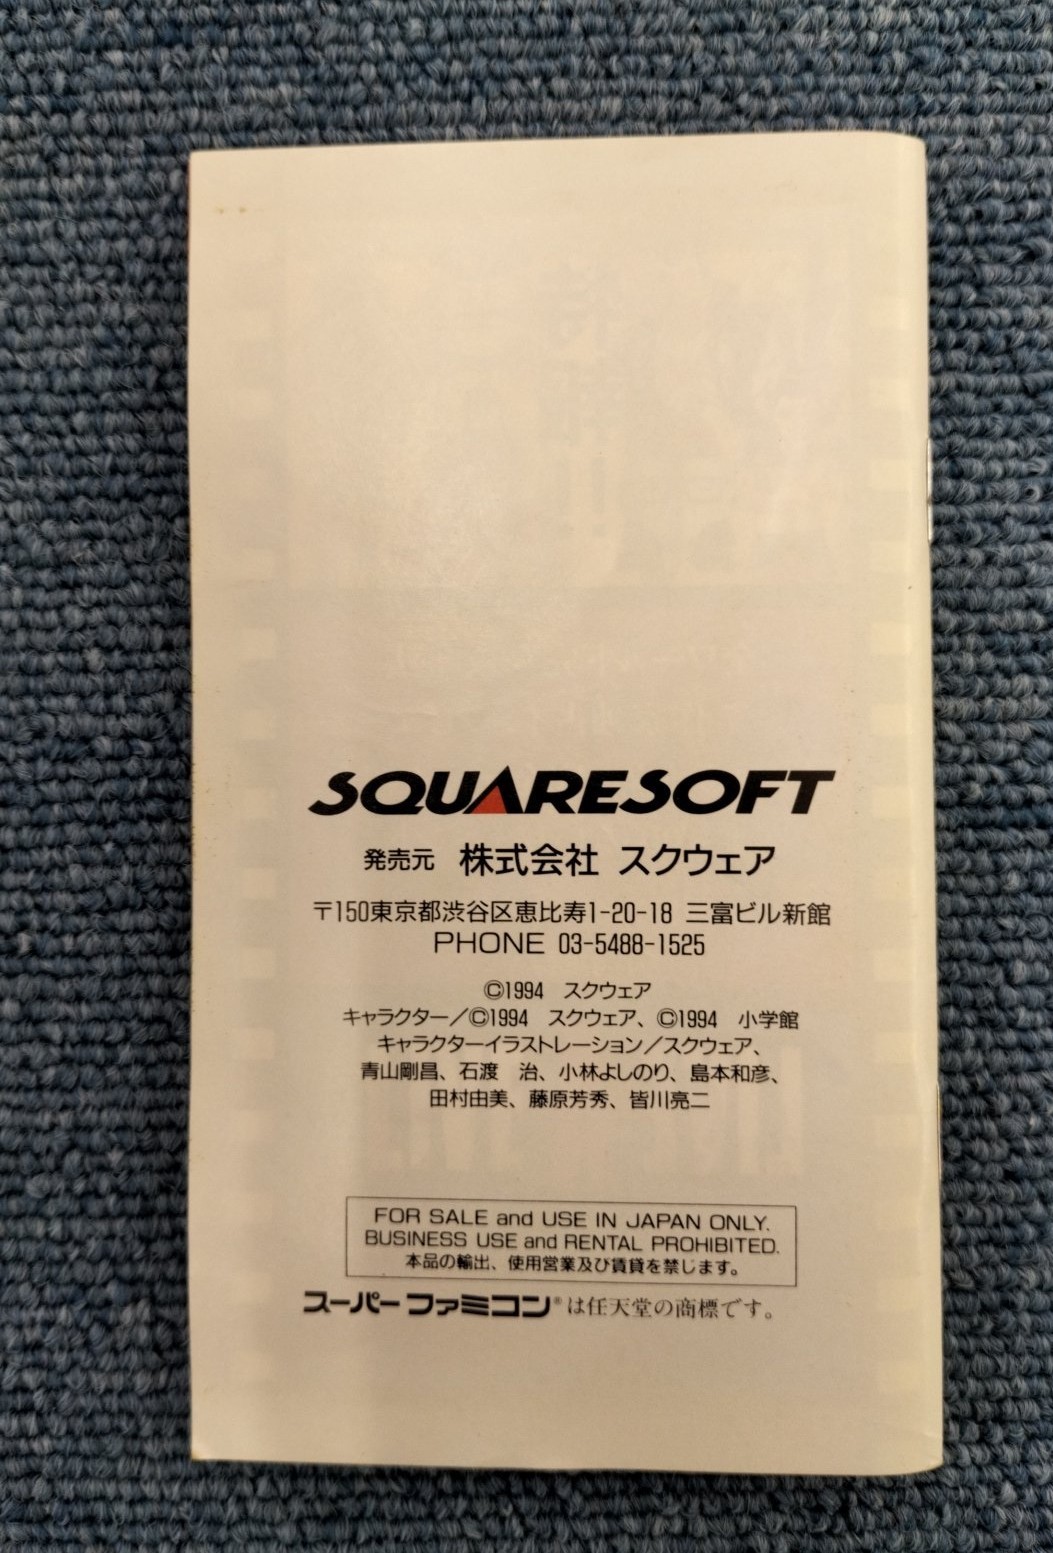 SQUARESOFT
発売元 株式会社 スクウェア
〒150東京都渋谷区恵比寿1-20-18 三富ビル新館
PHONE 03-5488-1525
©1994 スクウェア
キャラクター/©1994 スクウェア、©1994 小学館
キャラクターイラストレーション/スクウェア、
青山剛昌、石渡 治、小林よしのり、島本和彦、
田村由美、藤原芳秀、皆川亮二
FOR SALE and USE IN JAPAN ONLY.
BUSINESS USE and RENTAL PROHIBITED.
本品の輸出、使用営業及び賃貸を禁じます。
スーパーファミコン®は任天堂の商標です。